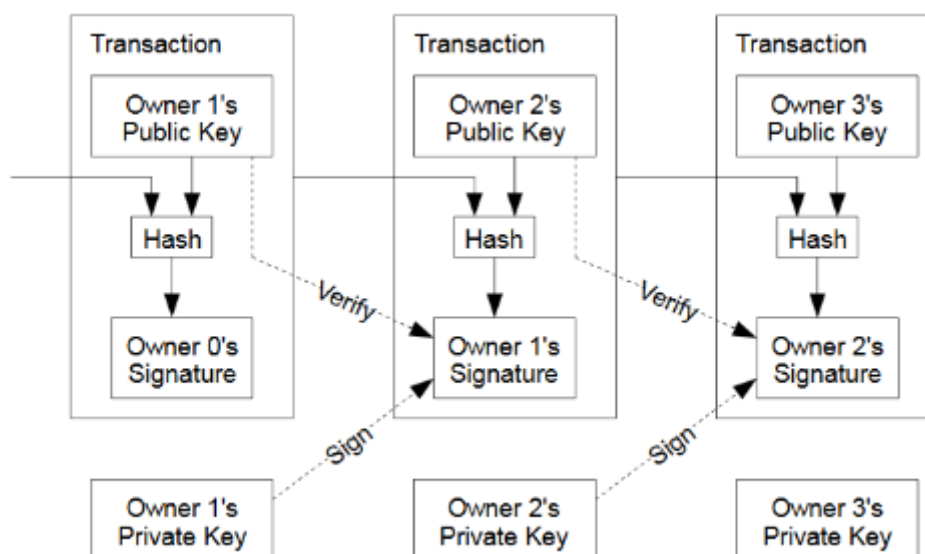 Transaction
Transaction
Transaction
Owner 1's
Public Key
Owner 2's
Public Key
Owner 3's
Public Key
Hash
Hash
Hash
Verify
Verify
Owner 0's
Signature
Owner 1's
Signature
Owner 2's
Signature
Sign
Sign
Owner 1's
Private Key
Owner 2's
Private Key
Owner 3's
Private Key